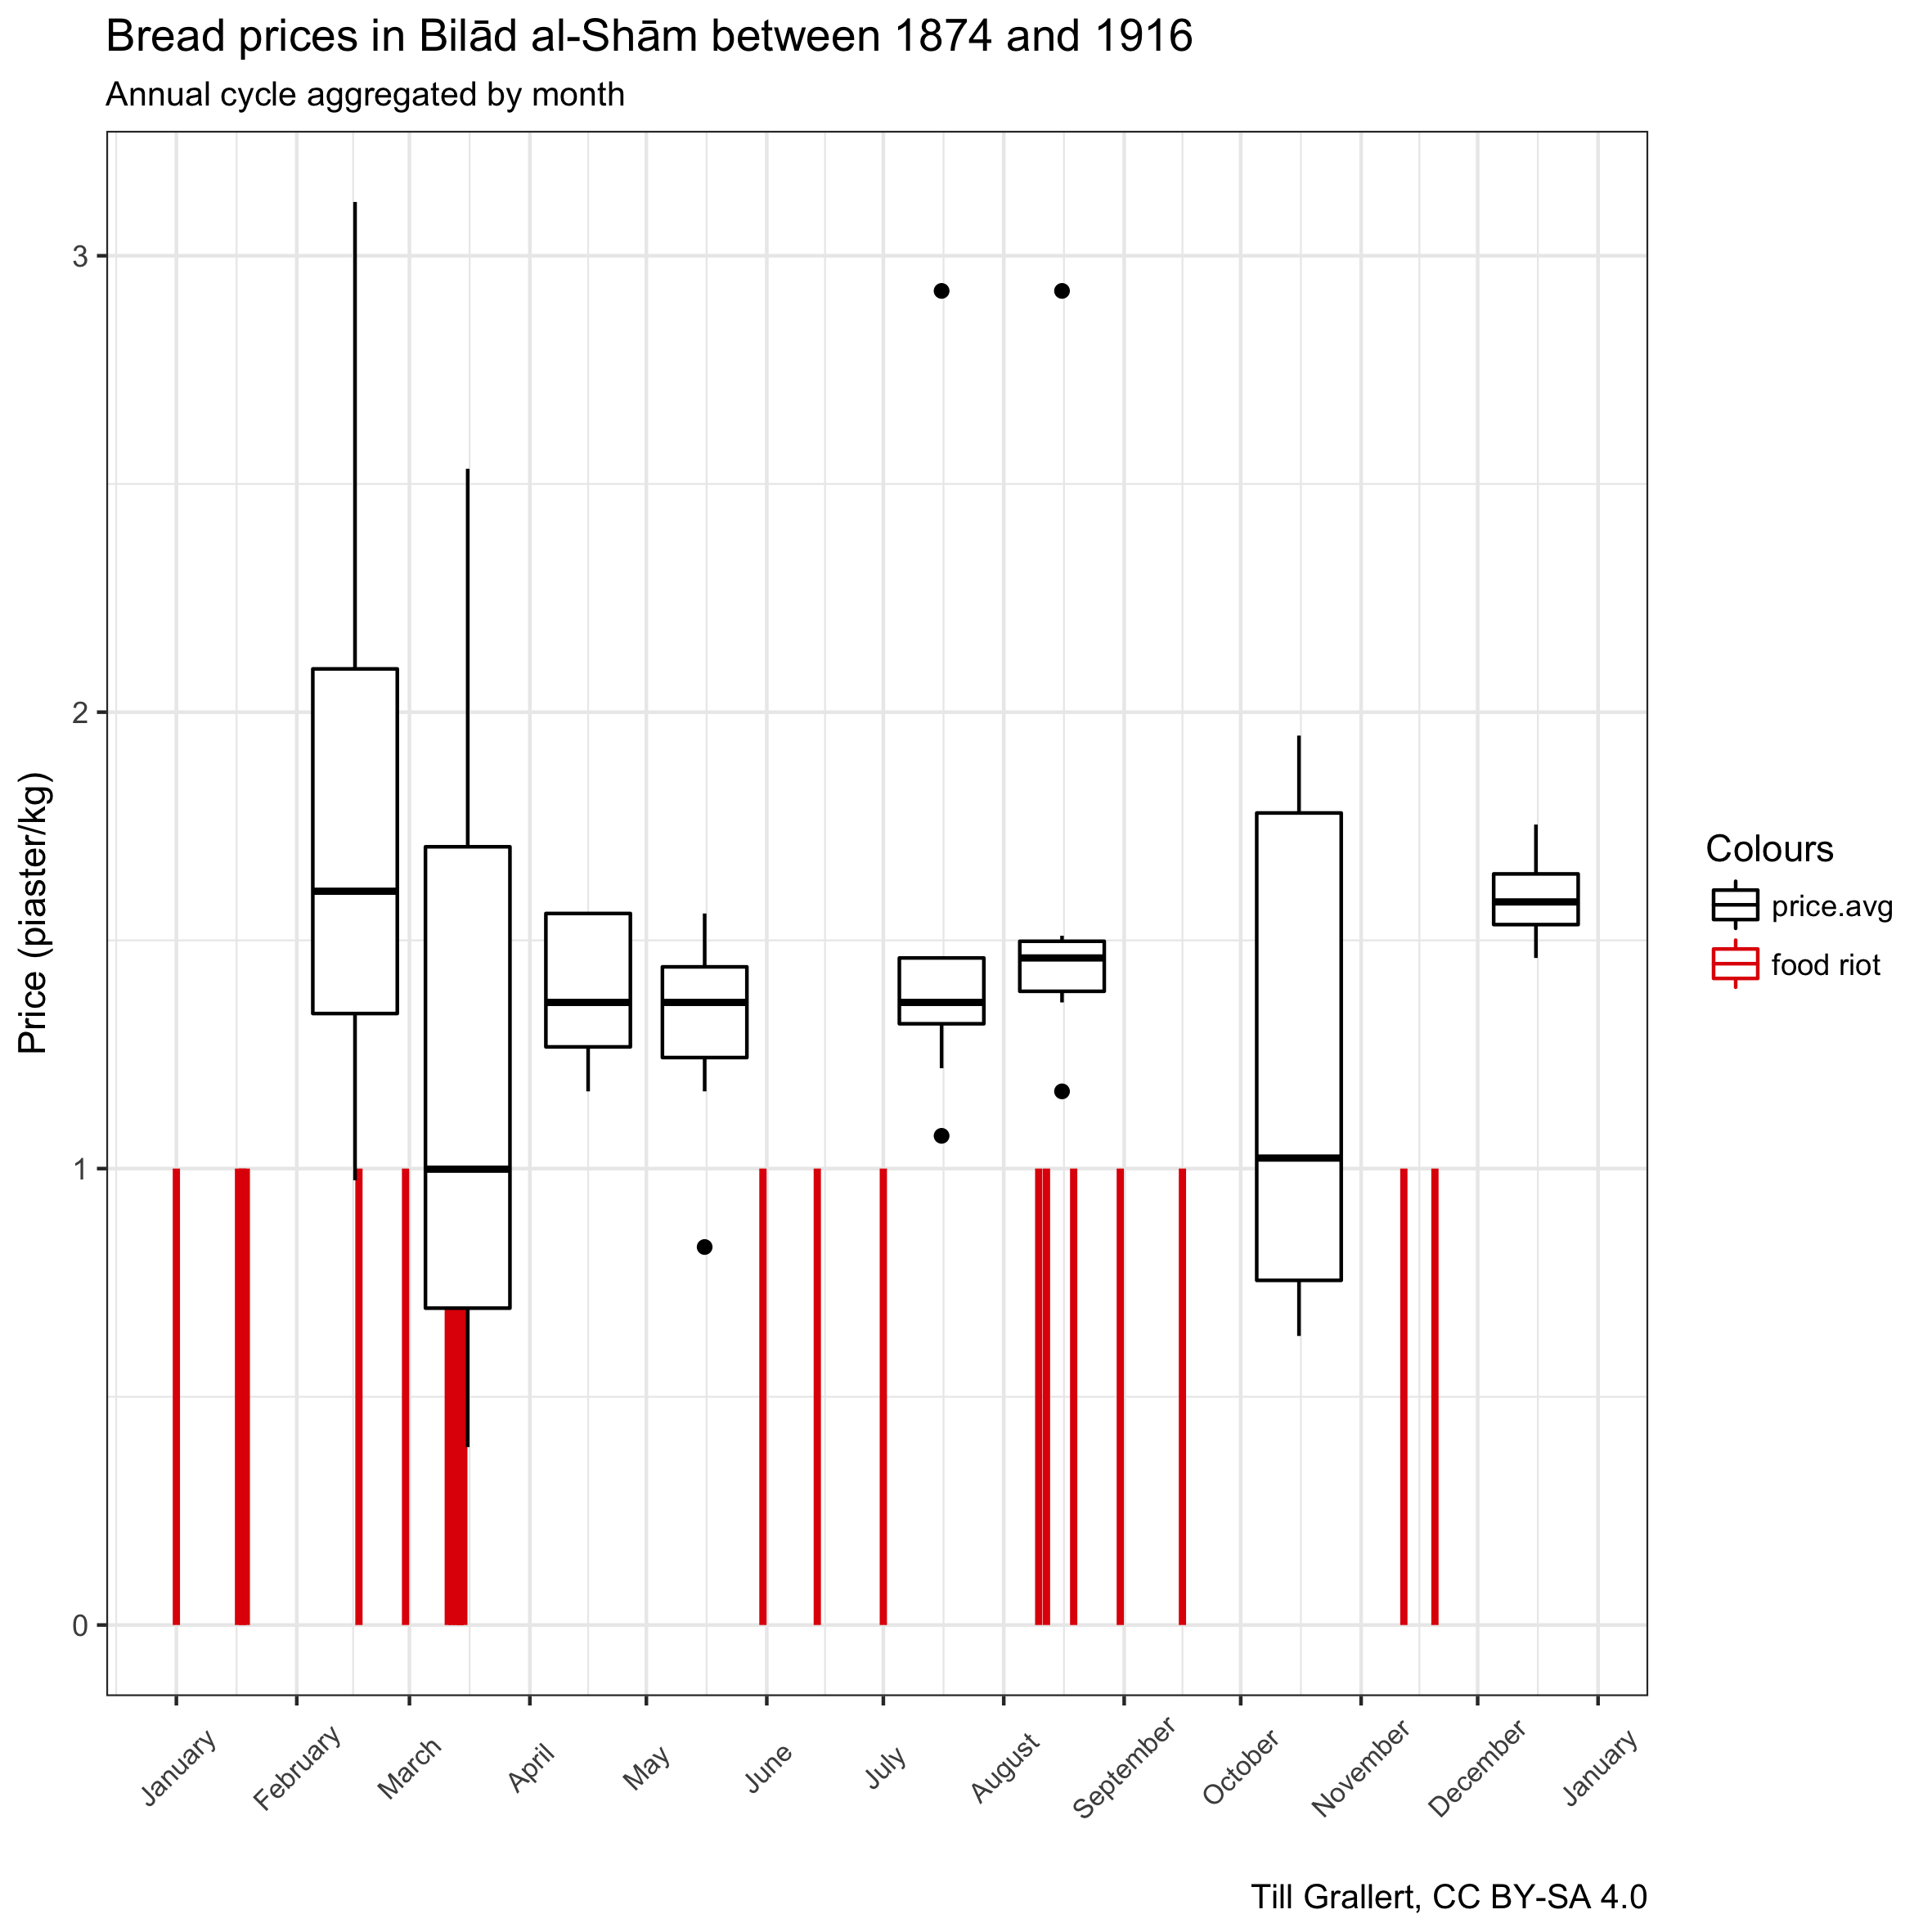 Bread prices in Bilād al-Shām between 1874 and 1916
Annual cycle aggregated by month
Price (piaster/kg)
3
2
1
0
January
February
March
April
May
June
July
August
September
October
November
December
January
Colours
price.avg
food riot
Till Grallert, CC BY-SA 4.0